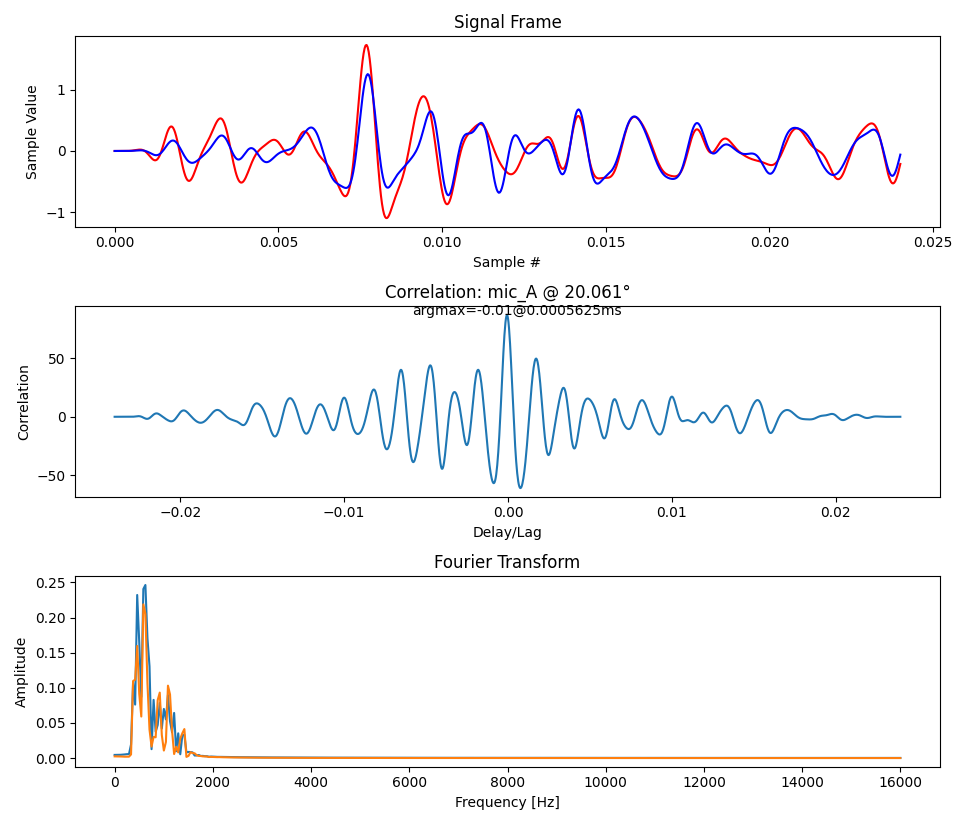 Signal Frame
Sample Value
1
0
−1
0.000 0.005 0.010 0.015 0.020 0.025
Sample #
Correlation: mic_A @ 20.061°
argmax=-0.01@0.0005625ms
Correlation
50
0
−50
−0.02 −0.01 0.00 0.01 0.02
Delay/Lag
Fourier Transform
Amplitude
0.25
0.20
0.15
0.10
0.05
0.00
0 2000 4000 6000 8000 10000 12000 14000 16000
Frequency [Hz]